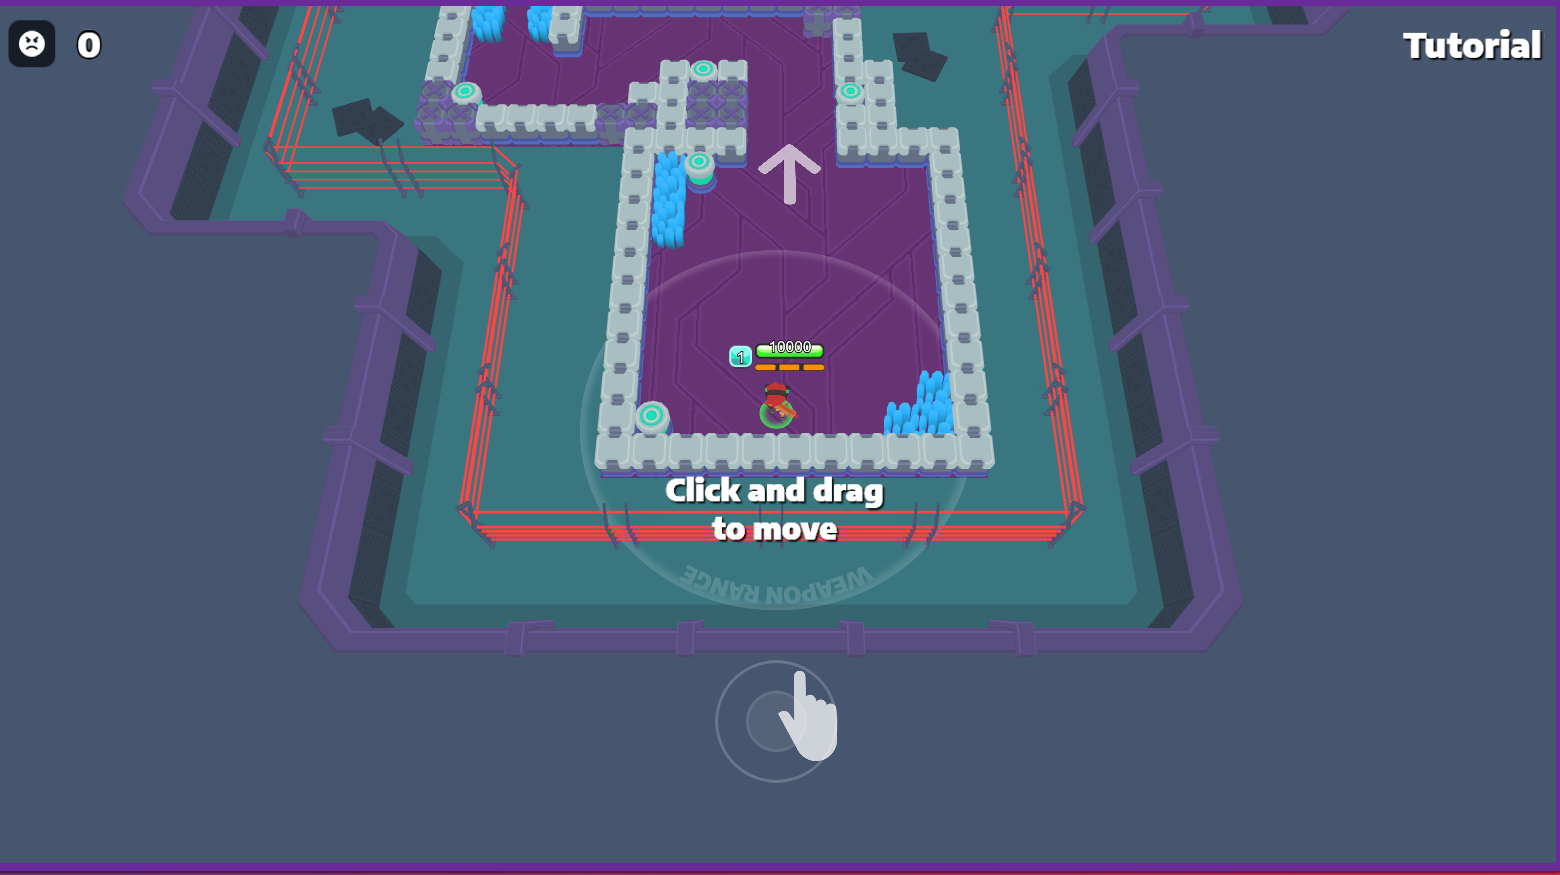 0
Tutorial
1
10000
Click and drag
to move
WEAPON RANGE